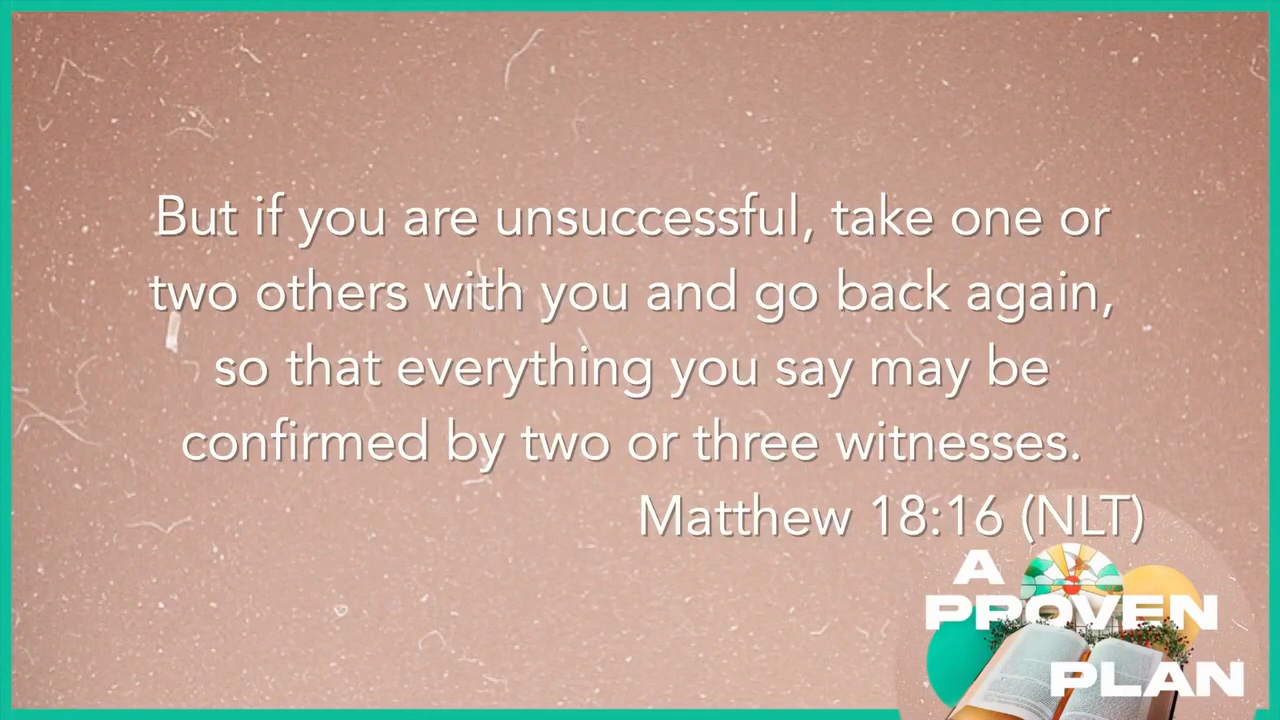 But if you are unsuccessful, take one or
two others with you and go back again,
so that everything you say may be
confirmed by two or three witnesses.
Matthew 18:16 (NLT)
A
PROVEN
PLAN